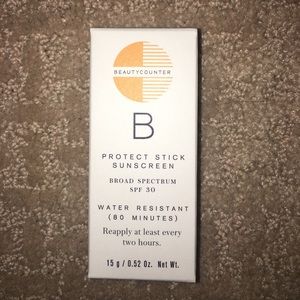 BEAUTYCOUNTER
B
PROTECT STICK
SUNSCREEN
BROAD SPECTRUM
SPF 30
WATER RESISTANT
(80 MINUTES)
Reapply at least every
two hours.
15 g / 0.52 Oz. Net Wt.